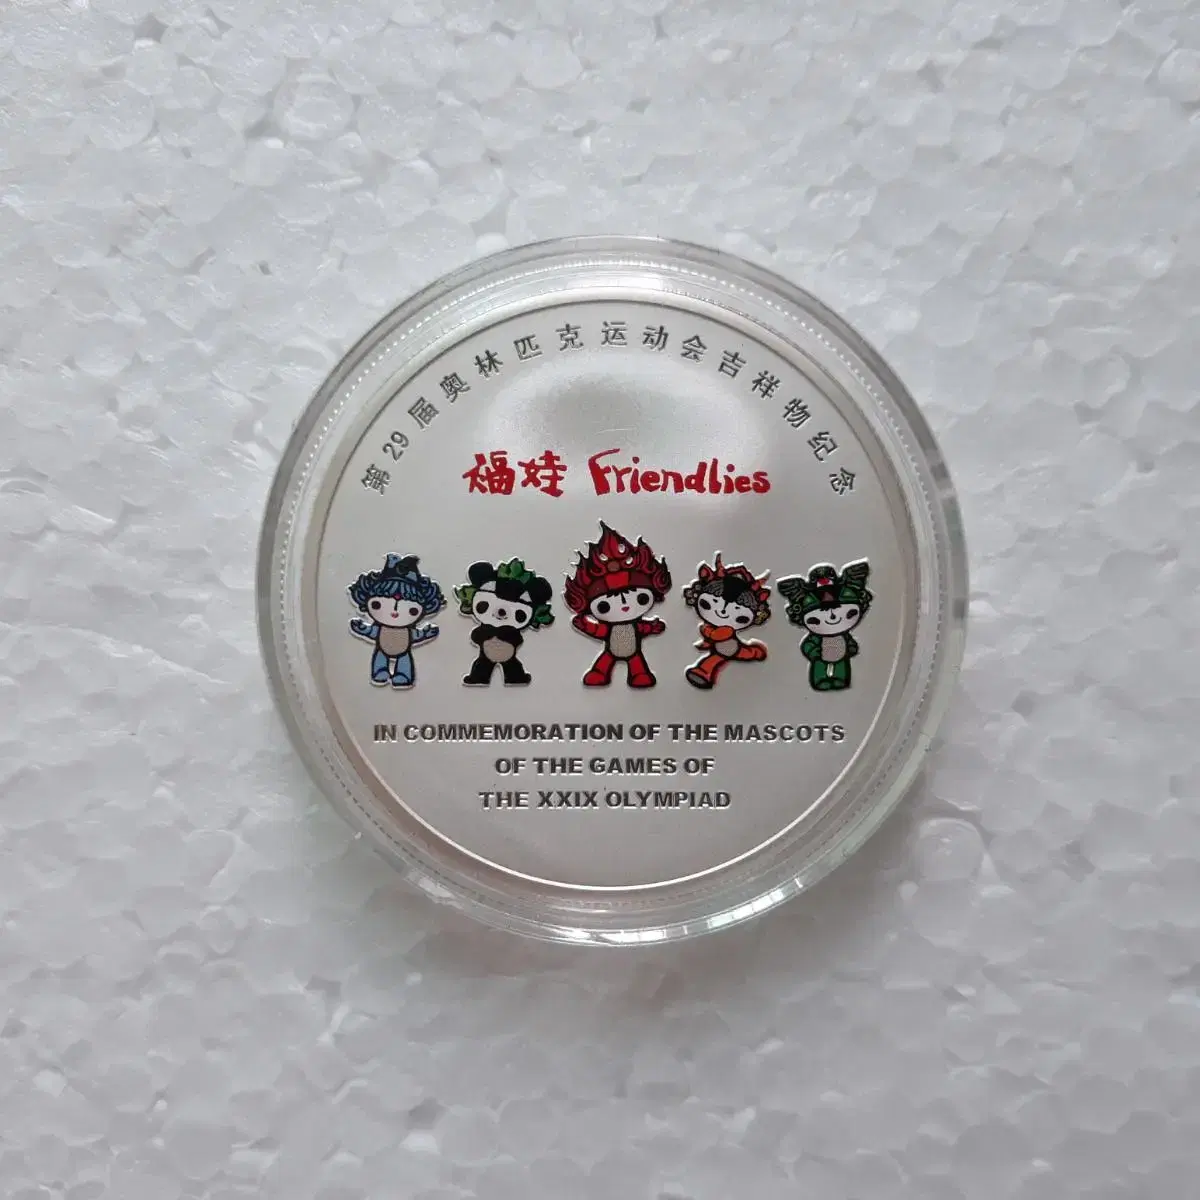 第29届奥林匹克运动会吉祥物纪念
福娃 Friendlies
IN COMMEMORATION OF THE MASCOTS
OF THE GAMES OF
THE XXIX OLYMPIAD